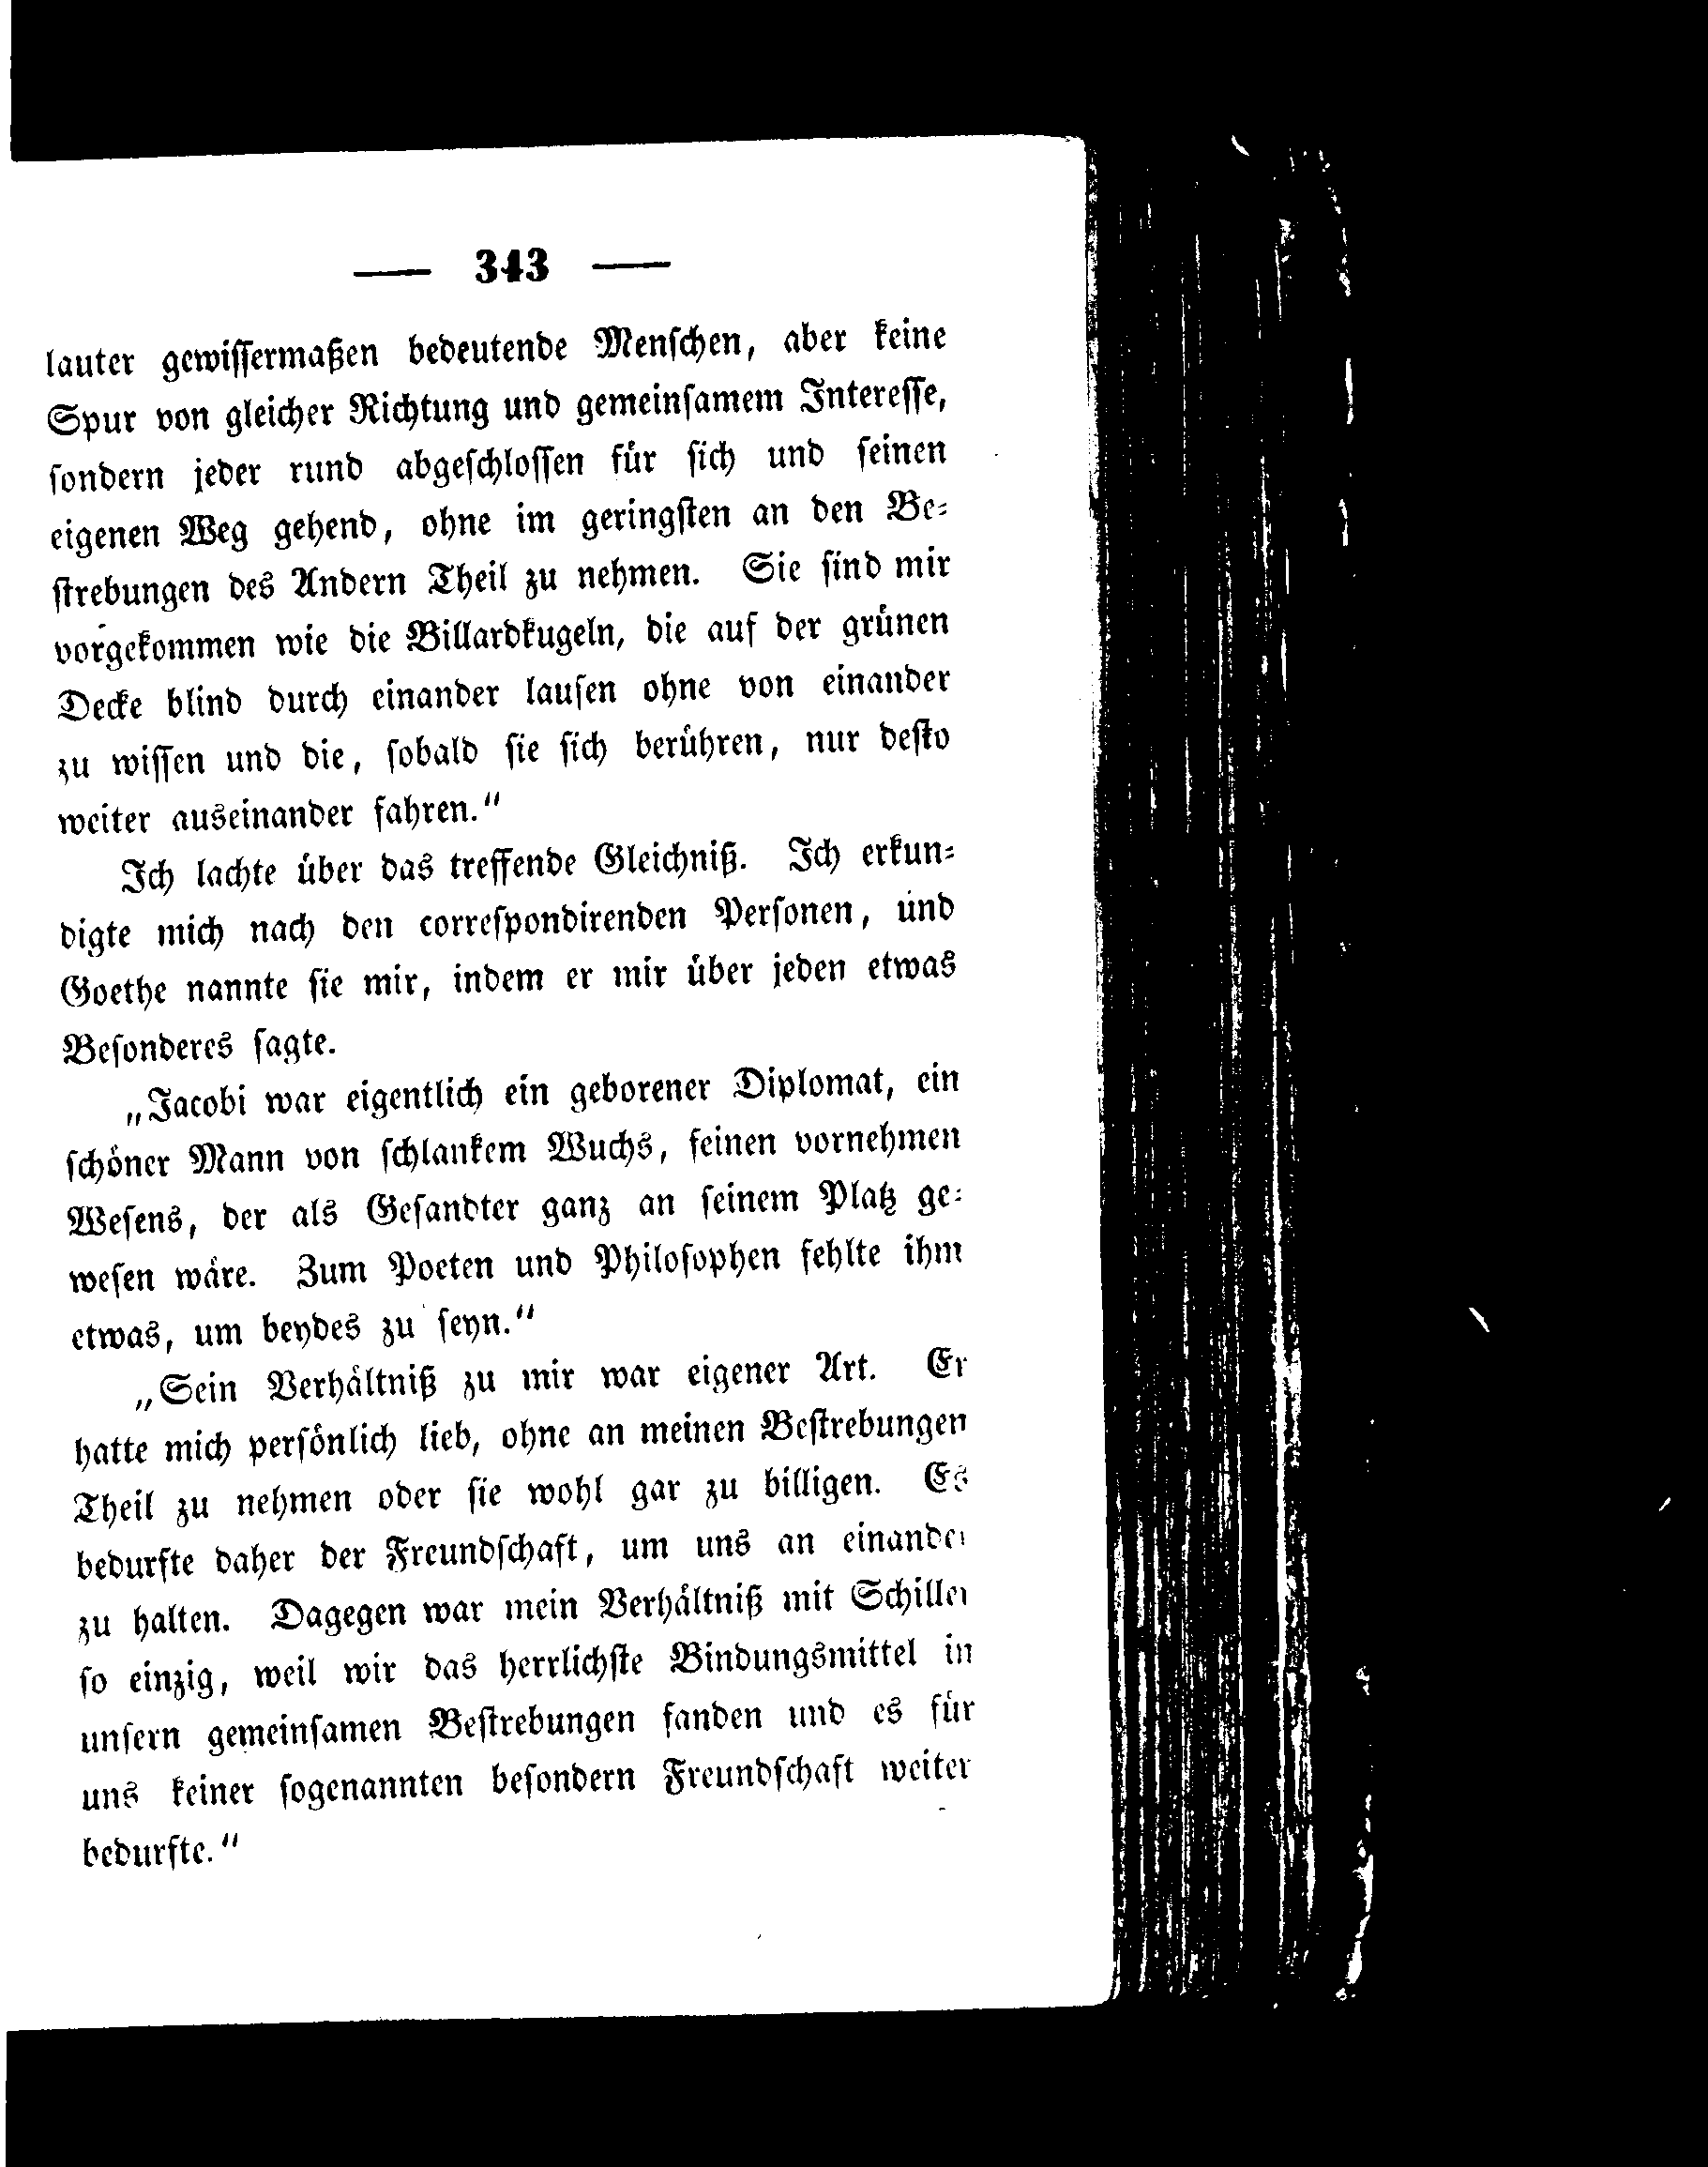 — 343 —
lauter gewiſſermaßen bedeutende Menſchen, aber keine
Spur von gleicher Richtung und gemeinſamem Intereſſe,
ſondern jeder rund abgeſchloſſen für ſich und ſeinen
eigenen Weg gehend, ohne im geringſten an den Be-
ſtrebungen des Andern Theil zu nehmen. Sie ſind mir
vorgekommen wie die Billardkugeln, die auf der grünen
Decke blind durch einander laufen ohne von einander
zu wiſſen und die, ſobald ſie ſich berühren, nur deſto
weiter auseinander fahren.“
Ich lachte über das treffende Gleichniß. Ich erkun-
digte mich nach den correſpondirenden Perſonen, und
Goethe nannte ſie mir, indem er mir über jeden etwas
Beſonderes ſagte.
„Jacobi war eigentlich ein geborener Diplomat, ein
ſchöner Mann von ſchlankem Wuchs, feinen vornehmen
Weſens, der als Geſandter ganz an ſeinem Platz ge-
weſen wäre. Zum Poeten und Philoſophen fehlte ihm
etwas, um beydes zu ſeyn.“
„Sein Verhältniß zu mir war eigener Art. Er
hatte mich perſönlich lieb, ohne an meinen Beſtrebungen
Theil zu nehmen oder ſie wohl gar zu billigen. Es
bedurfte daher der Freundſchaft, um uns an einander
zu halten. Dagegen war mein Verhältniß mit Schiller
ſo einzig, weil wir das herrlichſte Bindungsmittel in
unſern gemeinſamen Beſtrebungen fanden und es für
uns keiner ſogenannten beſondern Freundſchaft weiter
bedurfte.“